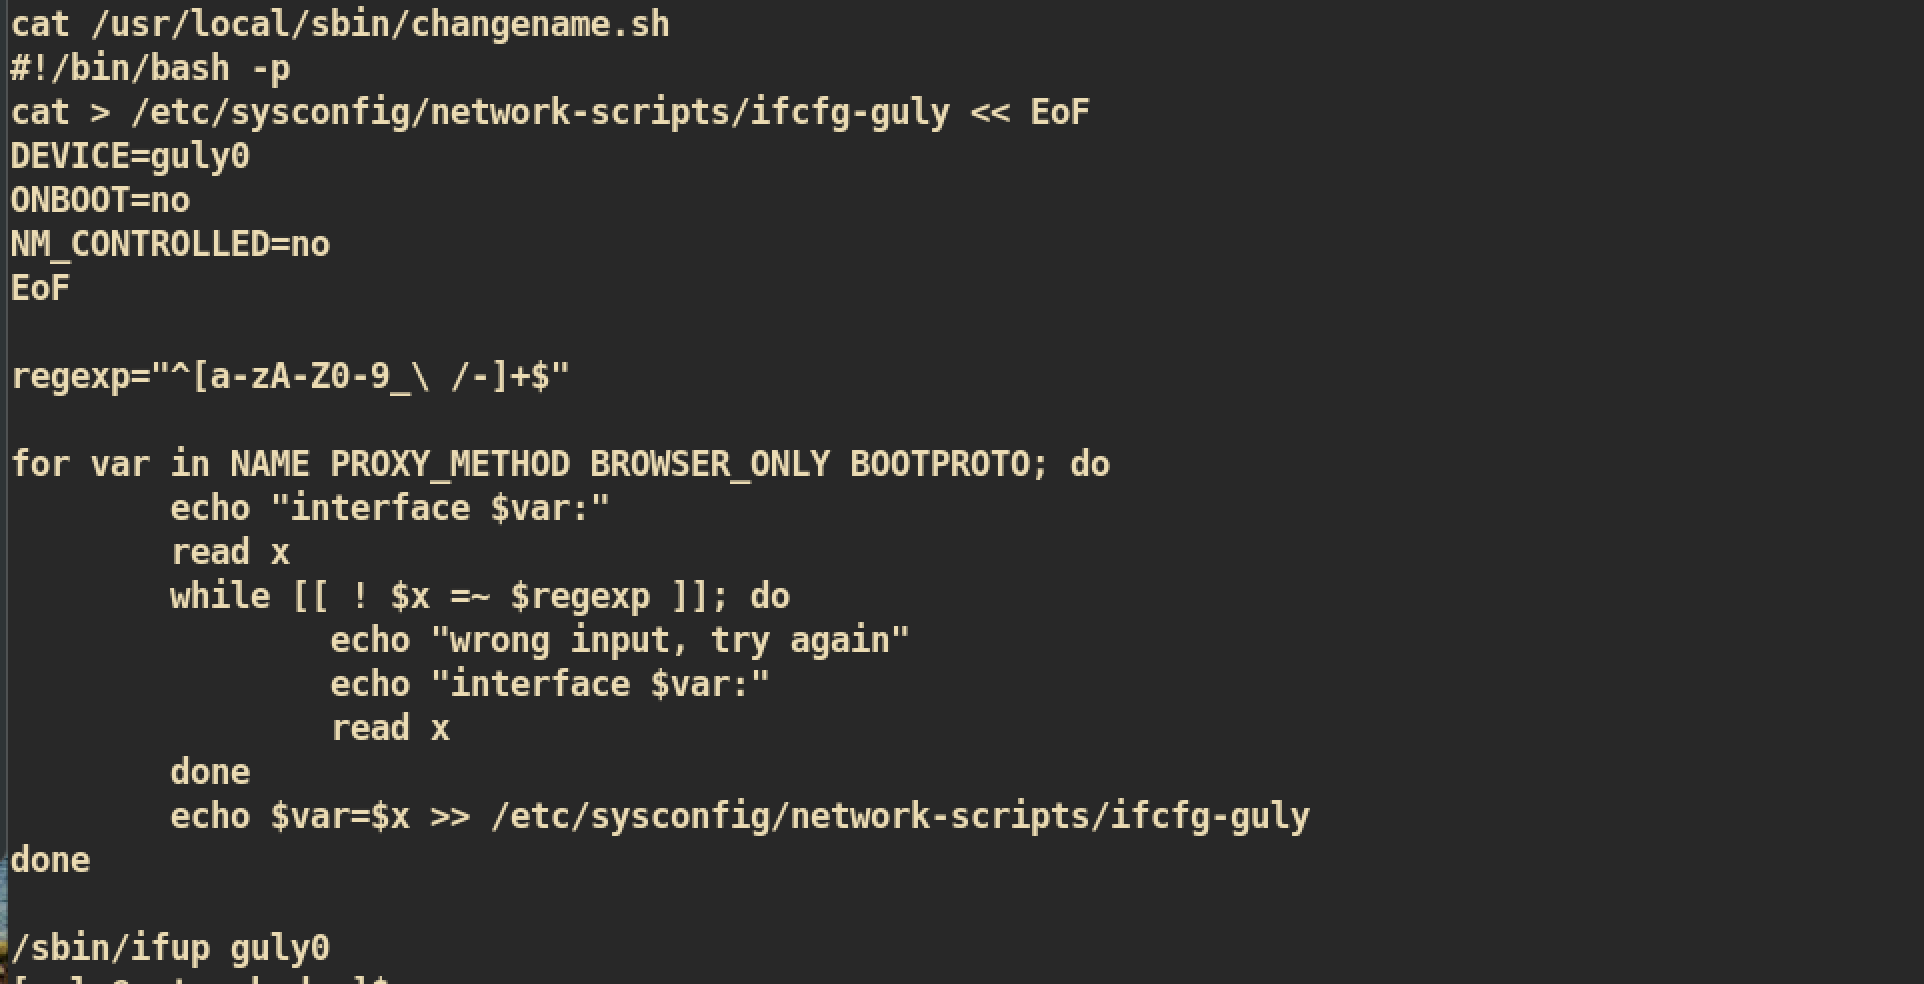 cat /usr/local/sbin/changename.sh
#!/bin/bash -p
cat > /etc/sysconfig/network-scripts/ifcfg-guly << EoF
DEVICE=guly0
ONBOOT=no
NM_CONTROLLED=no
EoF

regexp="^[a-zA-Z0-9_\ /-]+$"

for var in NAME PROXY_METHOD BROWSER_ONLY BOOTPROTO; do
        echo "interface $var:"
        read x
        while [[ ! $x =~ $regexp ]]; do
                echo "wrong input, try again"
                echo "interface $var:"
                read x
        done
        echo $var=$x >> /etc/sysconfig/network-scripts/ifcfg-guly
done

/sbin/ifup guly0